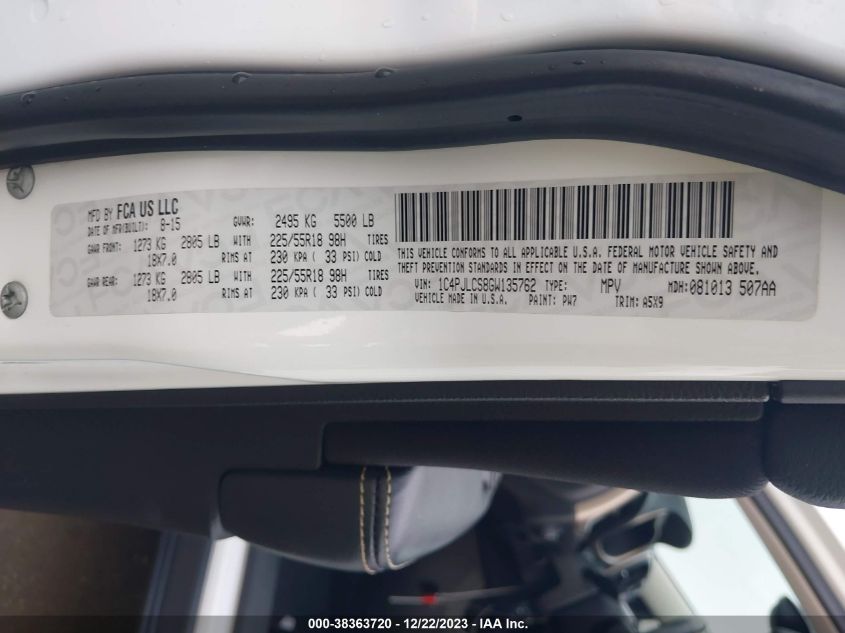 MFD BY FCA US LLC
DATE OF MFR(BUILT): 8-15 GVWR: 2495 KG 5500 LB
GAWR FRONT: 1273 KG 2805 LB WITH 225/55R18 98H TIRES
18X7.0 RIMS AT 230 KPA ( 33 PSI) COLD
GAWR REAR: 1273 KG 2805 LB WITH 225/55R18 98H TIRES
18X7.0 RIMS AT 230 KPA ( 33 PSI) COLD
THIS VEHICLE CONFORMS TO ALL APPLICABLE U.S.A. FEDERAL MOTOR VEHICLE SAFETY AND
THEFT PREVENTION STANDARDS IN EFFECT ON THE DATE OF MANUFACTURE SHOWN ABOVE.
VIN: 1C4PJLCS8GW135762 TYPE: MPV MDH:081013 507AA
VEHICLE MADE IN U.S.A. PAINT: PW7 TRIM: A5X9
000-38363720 - 12/22/2023 - IAA Inc.